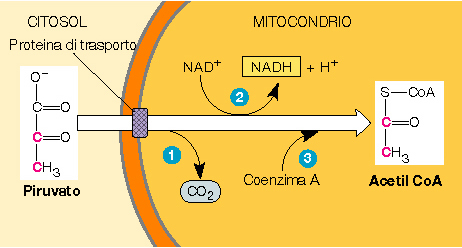 CITOSOL
MITOCONDRIO
Proteina di trasporto
NAD⁺
NADH + H⁺
O⁻
C=O
C=O
CH₃
Piruvato
2
1
CO₂
3
Coenzima A
S—CoA
C=O
CH₃
Acetil CoA